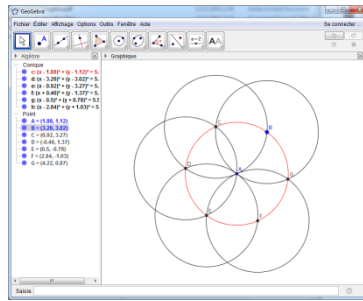 GeoGebra
Fichier Éditer Affichage Options Outils Fenêtre Aide
Se connecter...
Algèbre
Graphique
Conique
c: (x - 1.88)² + (y - 1.12)² = 5.
d: (x - 3.26)² + (y - 3.02)² = 5.
e: (x - 0.92)² + (y - 3.27)² = 5.
f: (x + 0.46)² + (y - 1.37)² = 5.
g: (x - 0.5)² + (y + 0.78)² = 5.5
h: (x - 2.84)² + (y + 1.03)² = 5.
Point
A = (1.88, 1.12)
B = (3.26, 3.02)
C = (0.92, 3.27)
D = (-0.46, 1.37)
E = (0.5, -0.78)
F = (2.84, -1.03)
G = (4.22, 0.87)
C
B
D
A
G
E
F
Saisie: